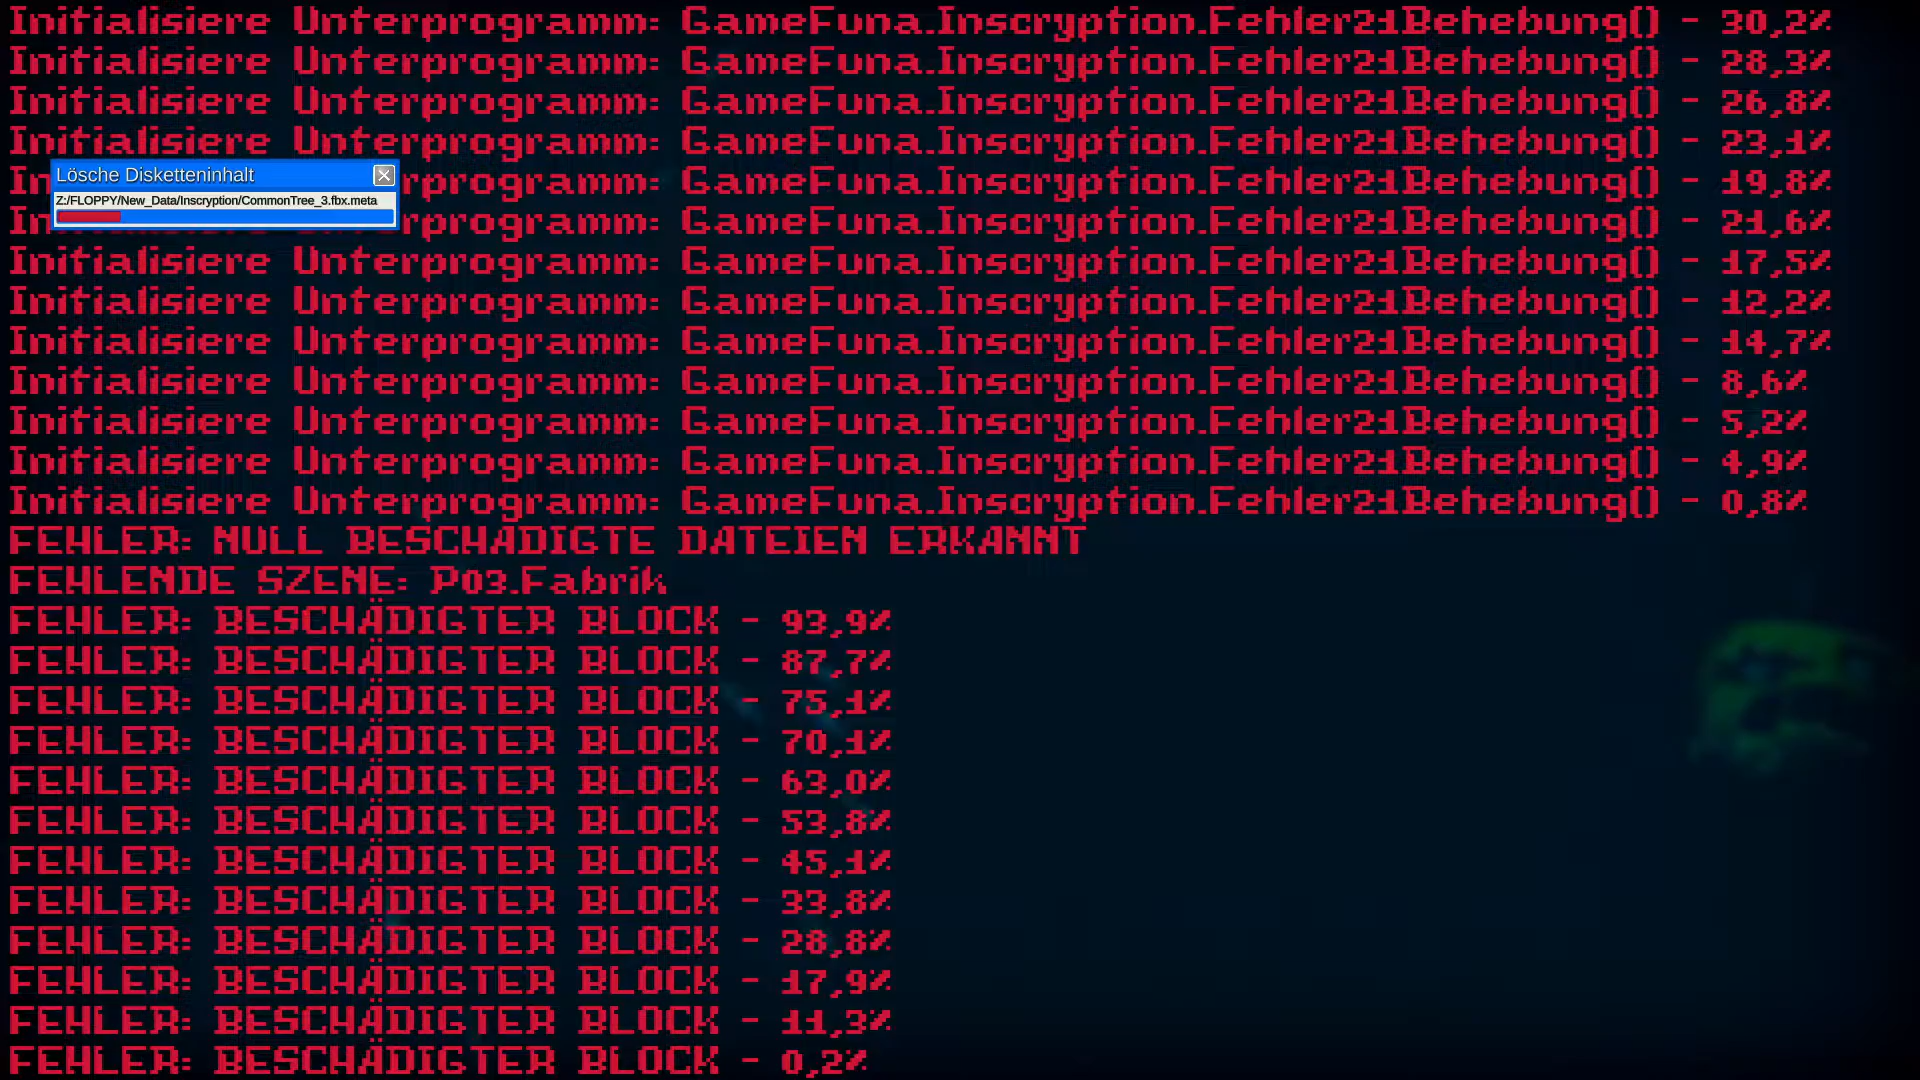 Initialisiere Unterprogramm: GameFuna.Inscryption.Fehler21Behebung() - 30,2%
Initialisiere Unterprogramm: GameFuna.Inscryption.Fehler21Behebung() - 28,3%
Initialisiere Unterprogramm: GameFuna.Inscryption.Fehler21Behebung() - 26,8%
Initialisiere Unterprogramm: GameFuna.Inscryption.Fehler21Behebung() - 23,1%
Lösche Disketteninhalt
Z:/FLOPPY/New_Data/Inscryption/CommonTree_3.fbx.meta
rogramm: GameFuna.Inscryption.Fehler21Behebung() - 19,8%
rogramm: GameFuna.Inscryption.Fehler21Behebung() - 21,6%
Initialisiere Unterprogramm: GameFuna.Inscryption.Fehler21Behebung() - 17,5%
Initialisiere Unterprogramm: GameFuna.Inscryption.Fehler21Behebung() - 12,2%
Initialisiere Unterprogramm: GameFuna.Inscryption.Fehler21Behebung() - 14,7%
Initialisiere Unterprogramm: GameFuna.Inscryption.Fehler21Behebung() - 8,6%
Initialisiere Unterprogramm: GameFuna.Inscryption.Fehler21Behebung() - 5,2%
Initialisiere Unterprogramm: GameFuna.Inscryption.Fehler21Behebung() - 4,9%
Initialisiere Unterprogramm: GameFuna.Inscryption.Fehler21Behebung() - 0,8%
FEHLER: NULL BESCHADIGTE DATEIEN ERKANNT
FEHLENDE SZENE: P03.Fabrik
FEHLER: BESCHÄDIGTER BLOCK - 93,9%
FEHLER: BESCHÄDIGTER BLOCK - 87,7%
FEHLER: BESCHÄDIGTER BLOCK - 75,1%
FEHLER: BESCHÄDIGTER BLOCK - 70,1%
FEHLER: BESCHÄDIGTER BLOCK - 63,0%
FEHLER: BESCHÄDIGTER BLOCK - 53,8%
FEHLER: BESCHÄDIGTER BLOCK - 45,1%
FEHLER: BESCHÄDIGTER BLOCK - 33,8%
FEHLER: BESCHÄDIGTER BLOCK - 28,8%
FEHLER: BESCHÄDIGTER BLOCK - 17,9%
FEHLER: BESCHÄDIGTER BLOCK - 11,3%
FEHLER: BESCHÄDIGTER BLOCK - 0,2%